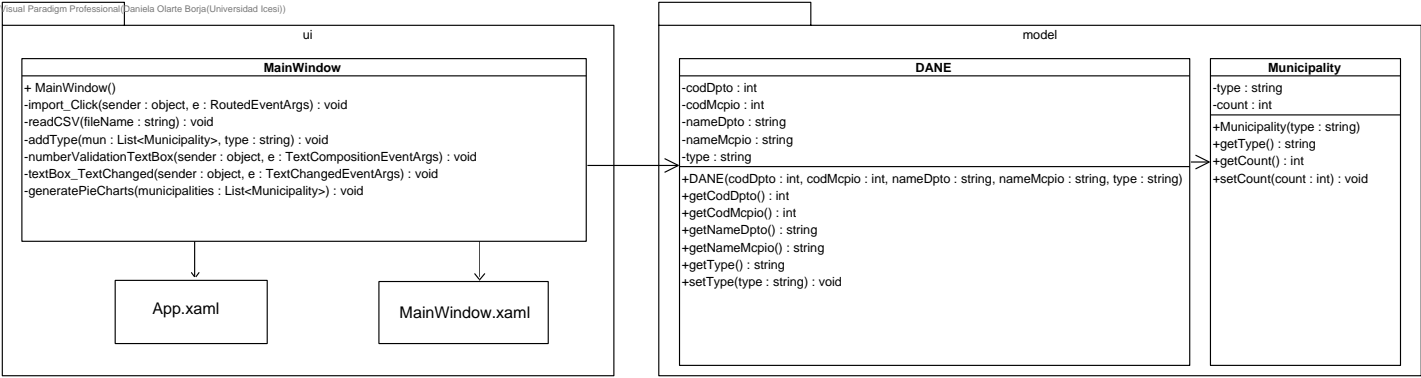 Visual Paradigm Professional(Daniela Olarte Borja(Universidad Icesi))
ui
MainWindow
+ MainWindow()
-import_Click(sender : object, e : RoutedEventArgs) : void
-readCSV(fileName : string) : void
-addType(mun : List<Municipality>, type : string) : void
-numberValidationTextBox(sender : object, e : TextCompositionEventArgs) : void
-textBox_TextChanged(sender : object, e : TextChangedEventArgs) : void
-generatePieCharts(municipalities : List<Municipality>) : void
App.xaml
MainWindow.xaml
model
DANE
-codDpto : int
-codMcpio : int
-nameDpto : string
-nameMcpio : string
-type : string
+DANE(codDpto : int, codMcpio : int, nameDpto : string, nameMcpio : string, type : string)
+getCodDpto() : int
+getCodMcpio() : int
+getNameDpto() : string
+getNameMcpio() : string
+getType() : string
+setType(type : string) : void
Municipality
-type : string
-count : int
+Municipality(type : string)
+getType() : string
+getCount() : int
+setCount(count : int) : void